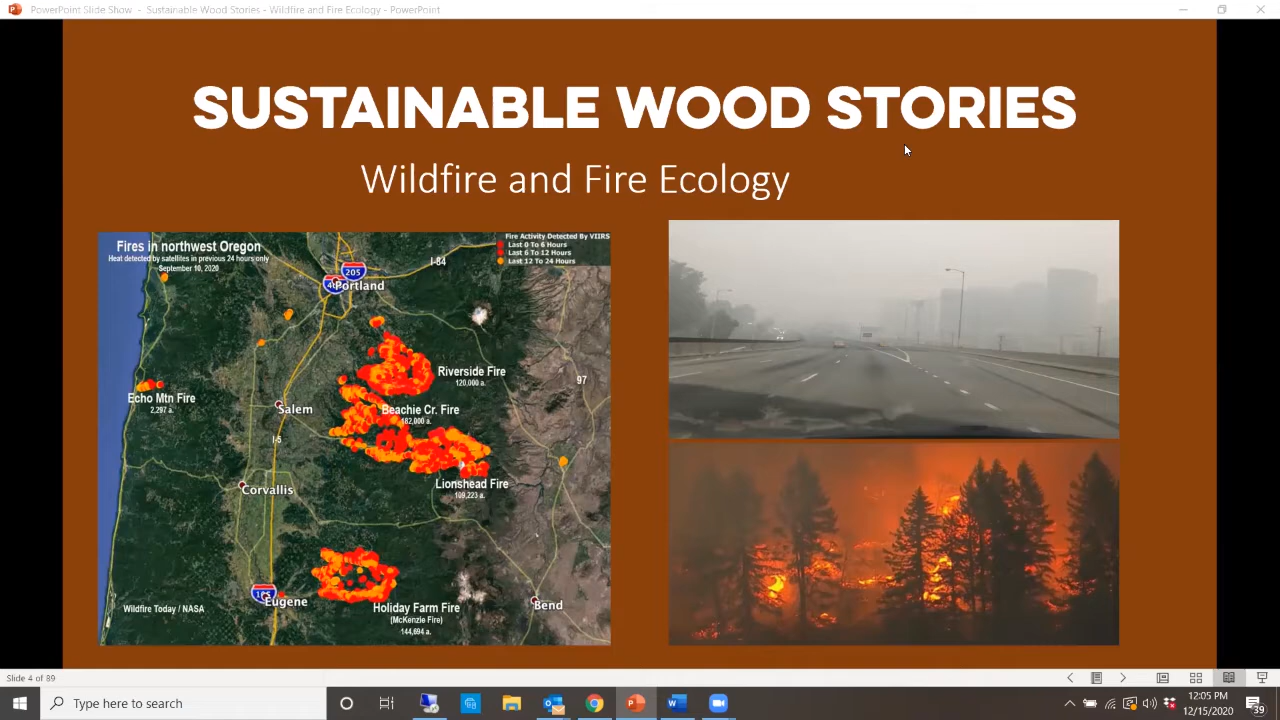 PowerPoint Slide Show - Sustainable Wood Stories - Wildfire and Fire Ecology - PowerPoint
SUSTAINABLE WOOD STORIES
Wildfire and Fire Ecology
Fires in northwest Oregon
Heat detected by satellites in previous 24 hours only
September 10, 2020
Fire Activity Detected By VIIRS
Last 0 To 6 Hours
Last 6 To 12 Hours
Last 12 To 24 Hours
205
I-84
Portland
Riverside Fire
120,000 a.
97
Echo Mtn Fire
2,297 a.
Salem
Beachie Cr. Fire
182,000 a.
I-5
Lionshead Fire
109,223 a.
Corvallis
Eugene
Holiday Farm Fire
(McKenzie Fire)
144,694 a.
Bend
Wildfire Today / NASA
Slide 4 of 89
Type here to search
12:05 PM
12/15/2020
39